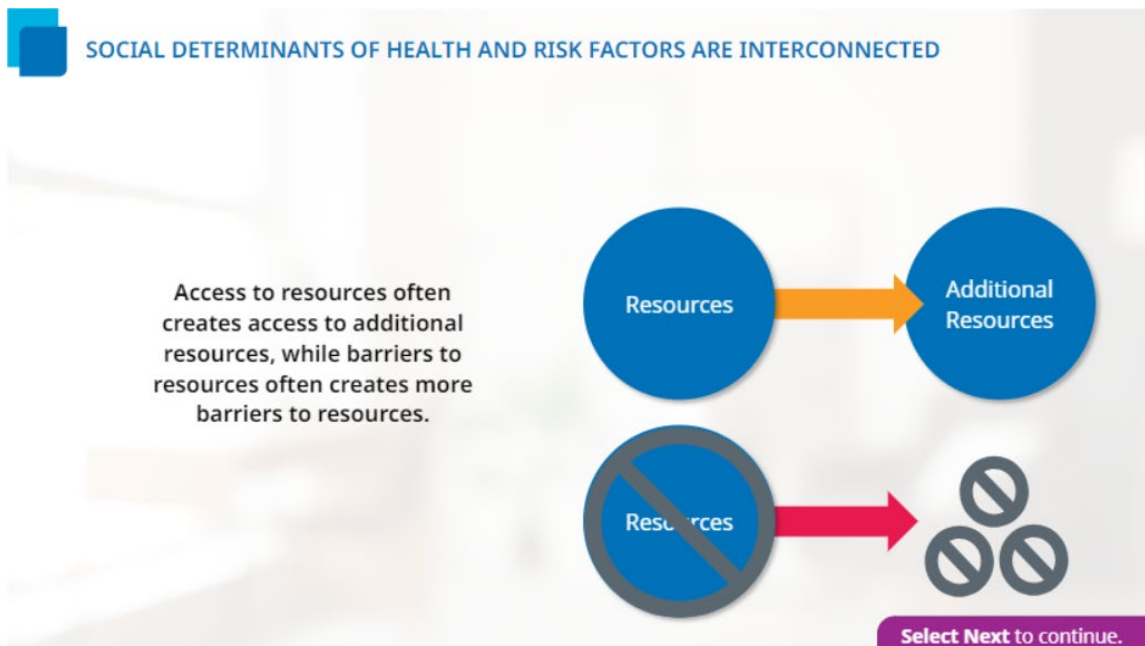 SOCIAL DETERMINANTS OF HEALTH AND RISK FACTORS ARE INTERCONNECTED
Access to resources often
creates access to additional
resources, while barriers to
resources often creates more
barriers to resources.
Resources
Additional
Resources
Resources
Select Next to continue.